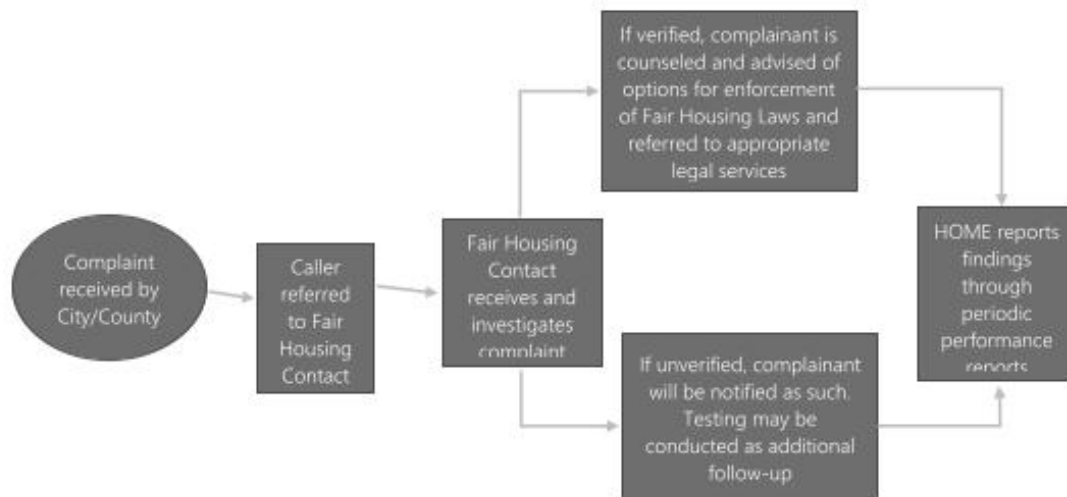 Complaint
received by
City/County
Caller
referred
to Fair
Housing
Contact
Fair Housing
Contact
receives and
investigates
complaint
If verified, complainant is
counseled and advised of
options for enforcement
of Fair Housing Laws and
referred to appropriate
legal services
If unverified, complainant
will be notified as such.
Testing may be
conducted as additional
follow-up
HOME reports
findings
through
periodic
performance
reports